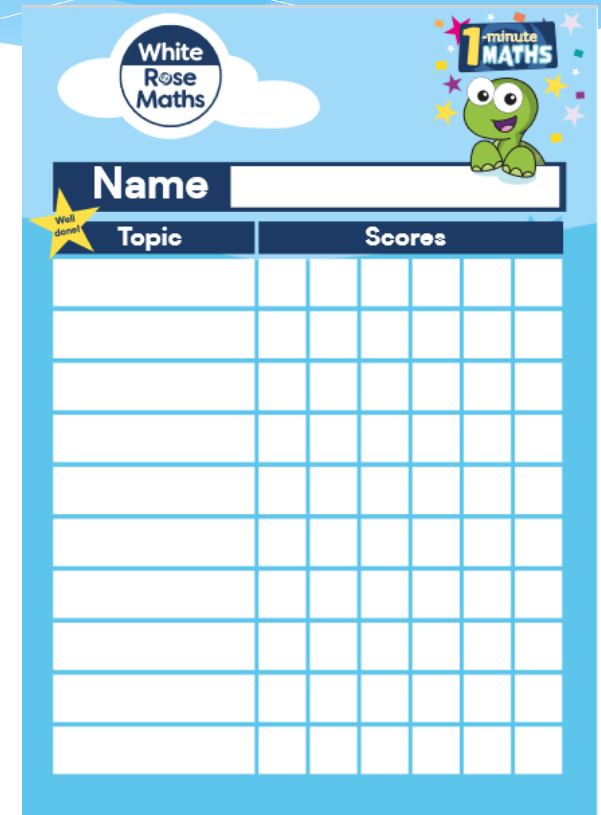 White
Rose
Maths
1-minute
MATHS
Name
Well
done!
Topic
Scores